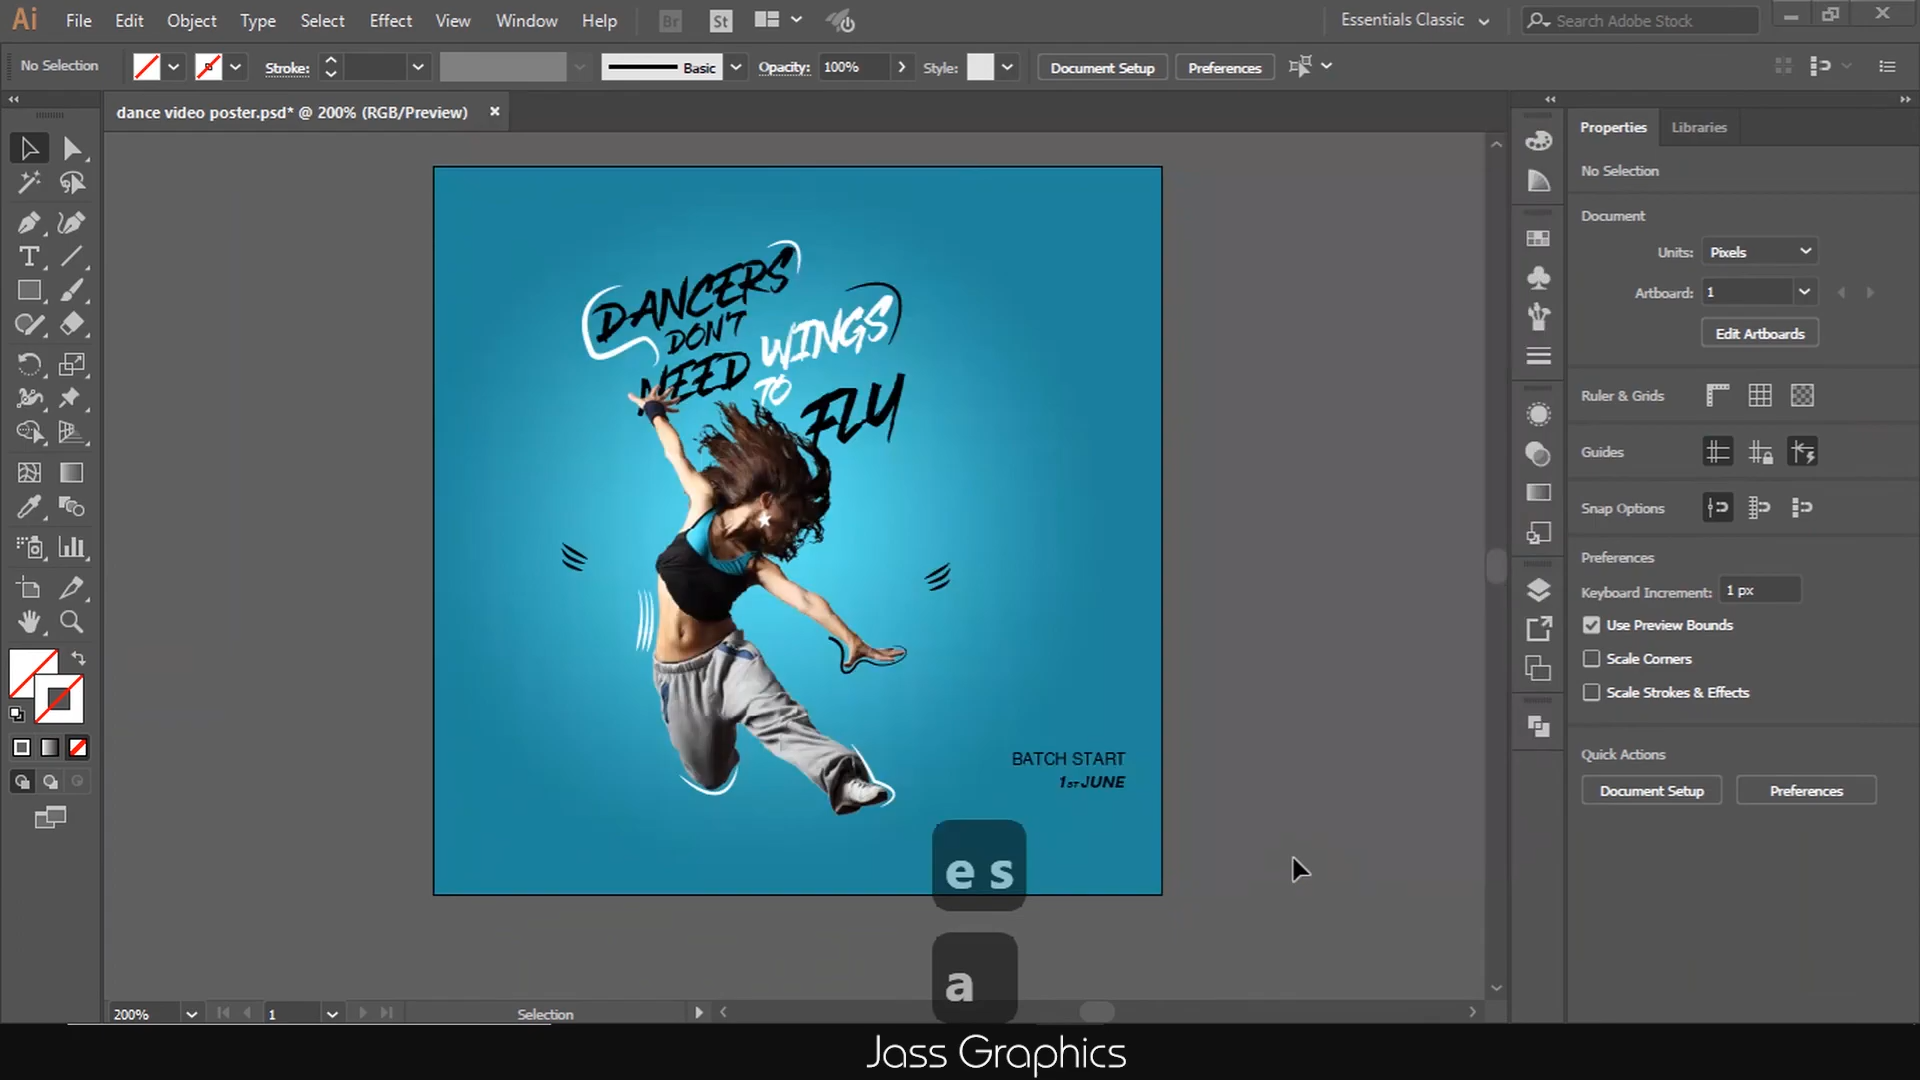 Ai File Edit Object Type Select Effect View Window Help Br St Essentials Classic Search Adobe Stock
No Selection Stroke: Basic Opacity: 100% Style: Document Setup Preferences
dance video poster.psd* @ 200% (RGB/Preview)
Properties Libraries
No Selection
Document
Units: Pixels
Artboard: 1
Edit Artboards
Ruler & Grids
Guides
Snap Options
Preferences
Keyboard Increment: 1 px
Use Preview Bounds
Scale Corners
Scale Strokes & Effects
Quick Actions
Document Setup Preferences
DANCERS
DON'T
WINGS
NEED
TO
FLY
BATCH START
1ST JUNE
e s
a
200% 1 Selection
Jass Graphics